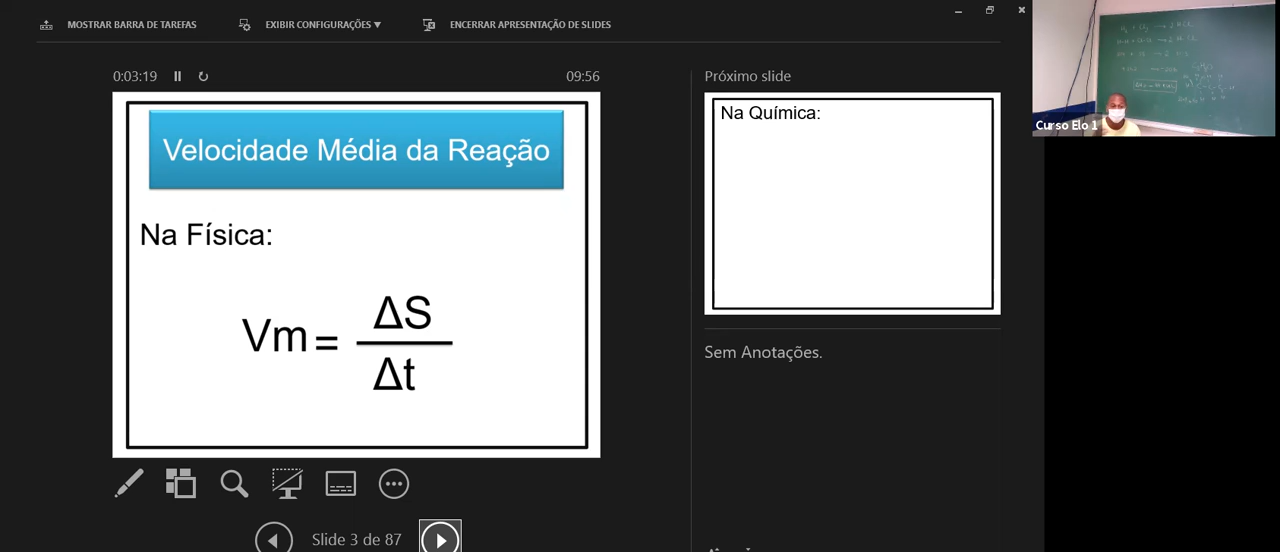 MOSTRAR BARRA DE TAREFAS
EXIBIR CONFIGURAÇÕES ▼
ENCERRAR APRESENTAÇÃO DE SLIDES
0:03:19
09:56
Velocidade Média da Reação
Na Física:
Vm = ΔS
Δt
Slide 3 de 87
Próximo slide
Na Química:
Sem Anotações.
Curso Elo 1